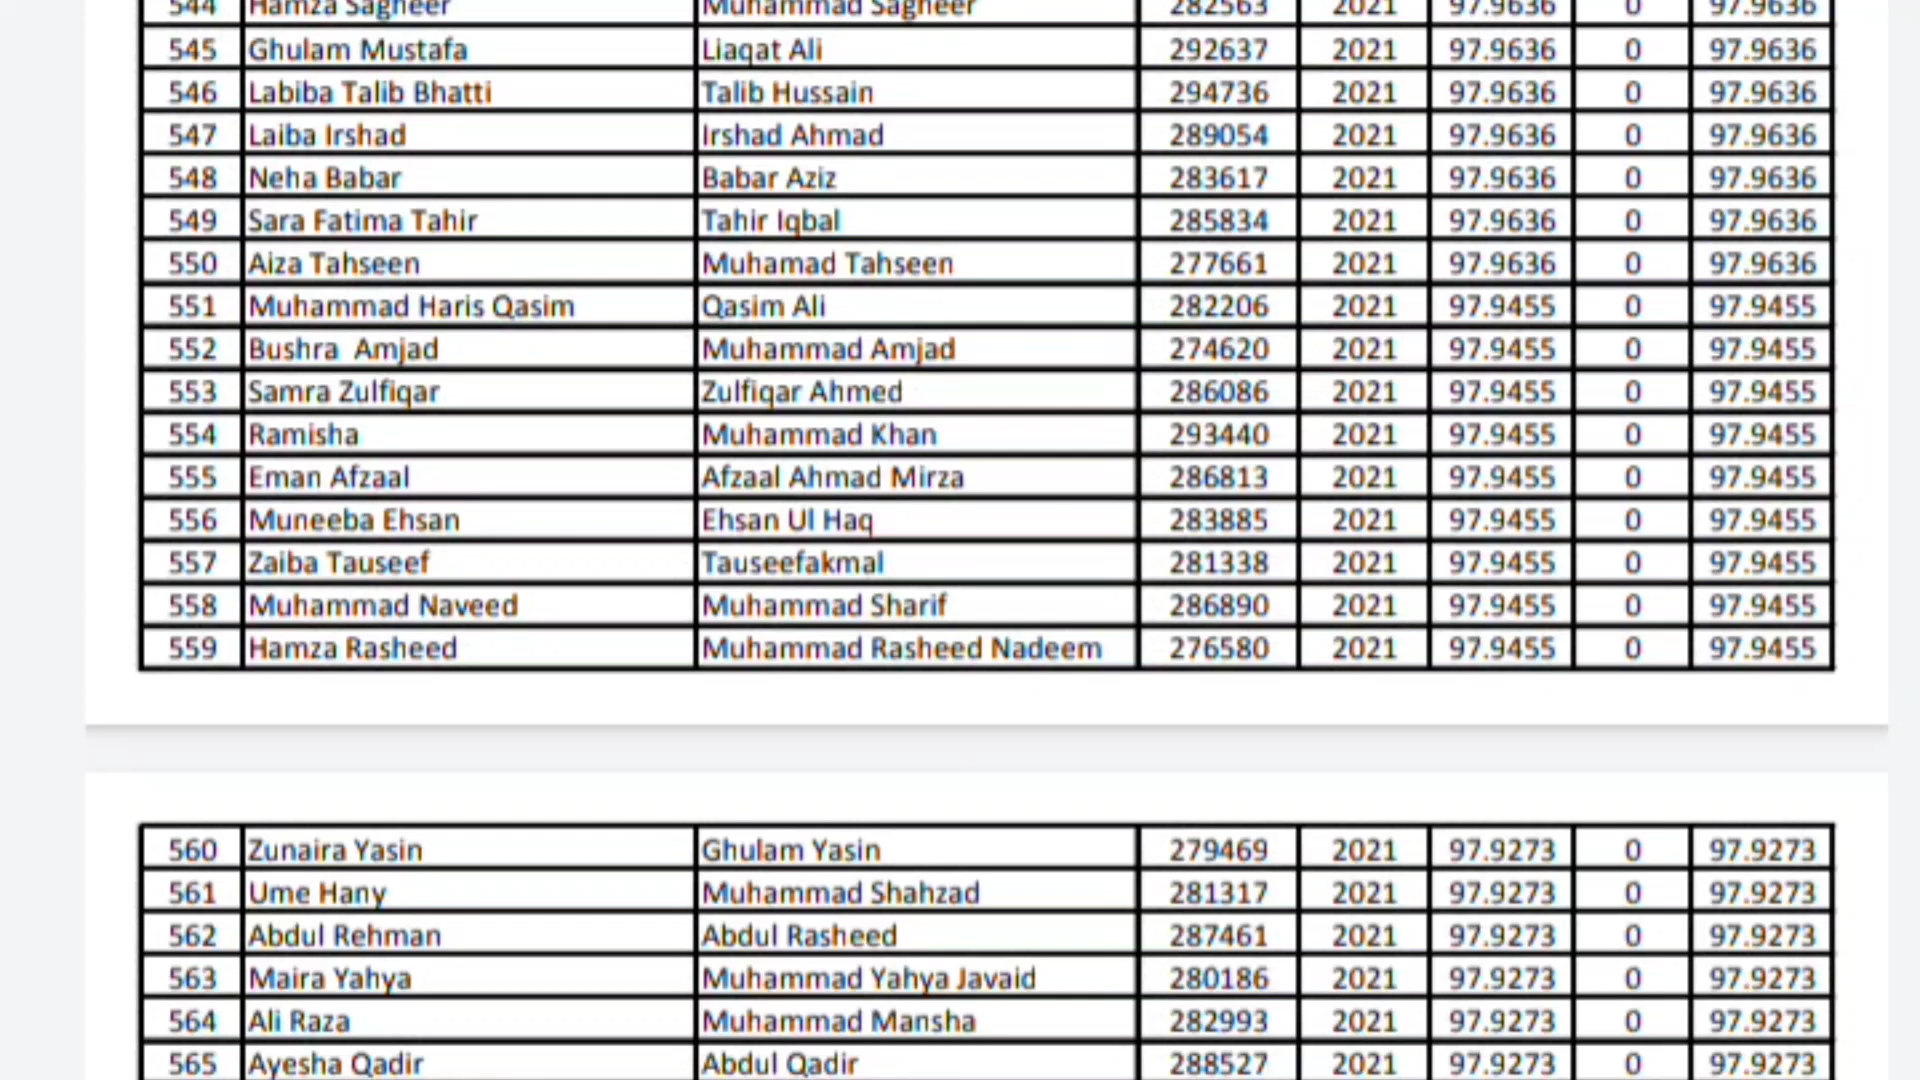 544 Hamza Sagheer Muhammad Sagheer 282563 2021 97.9636 0 97.9636
545 Ghulam Mustafa Liaqat Ali 292637 2021 97.9636 0 97.9636
546 Labiba Talib Bhatti Talib Hussain 294736 2021 97.9636 0 97.9636
547 Laiba Irshad Irshad Ahmad 289054 2021 97.9636 0 97.9636
548 Neha Babar Babar Aziz 283617 2021 97.9636 0 97.9636
549 Sara Fatima Tahir Tahir Iqbal 285834 2021 97.9636 0 97.9636
550 Aiza Tahseen Muhamad Tahseen 277661 2021 97.9636 0 97.9636
551 Muhammad Haris Qasim Qasim Ali 282206 2021 97.9455 0 97.9455
552 Bushra  Amjad Muhammad Amjad 274620 2021 97.9455 0 97.9455
553 Samra Zulfiqar Zulfiqar Ahmed 286086 2021 97.9455 0 97.9455
554 Ramisha Muhammad Khan 293440 2021 97.9455 0 97.9455
555 Eman Afzaal Afzaal Ahmad Mirza 286813 2021 97.9455 0 97.9455
556 Muneeba Ehsan Ehsan Ul Haq 283885 2021 97.9455 0 97.9455
557 Zaiba Tauseef Tauseefakmal 281338 2021 97.9455 0 97.9455
558 Muhammad Naveed Muhammad Sharif 286890 2021 97.9455 0 97.9455
559 Hamza Rasheed Muhammad Rasheed Nadeem 276580 2021 97.9455 0 97.9455
560 Zunaira Yasin Ghulam Yasin 279469 2021 97.9273 0 97.9273
561 Ume Hany Muhammad Shahzad 281317 2021 97.9273 0 97.9273
562 Abdul Rehman Abdul Rasheed 287461 2021 97.9273 0 97.9273
563 Maira Yahya Muhammad Yahya Javaid 280186 2021 97.9273 0 97.9273
564 Ali Raza Muhammad Mansha 282993 2021 97.9273 0 97.9273
565 Ayesha Qadir Abdul Qadir 288527 2021 97.9273 0 97.9273